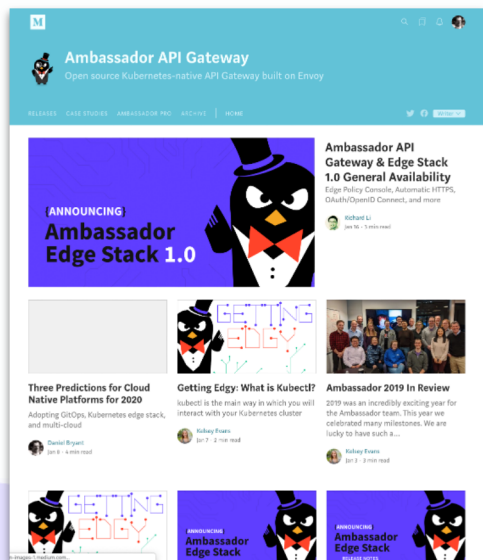 M
Ambassador API Gateway
Open source Kubernetes-native API Gateway built on Envoy
RELEASES CASE STUDIES AMBASSADOR PRO ARCHIVE HOME
(ANNOUNCING)
Ambassador
Edge Stack 1.0
Ambassador API
Gateway & Edge Stack
1.0 General Availability
Edge Policy Console, Automatic HTTPS,
OAuth/OpenID Connect, and more
Richard Li
Jan 16 · 5 min read
GETTING
EDGY
Three Predictions for Cloud
Native Platforms for 2020
Adopting GitOps, Kubernetes edge stack,
and multi-cloud
Daniel Bryant
Jan 8 · 4 min read
Getting Edgy: What is Kubectl?
kubectl is the main way in which you will
interact with your Kubernetes cluster
Kelsey Evans
Jan 7 · 2 min read
Ambassador 2019 In Review
2019 was an incredibly exciting year for
the Ambassador team. This year we
celebrated many milestones. We are
lucky to have such a...
Kelsey Evans
Jan 3 · 3 min read
GETTING
EDGY
(ANNOUNCING)
Ambassador
Edge Stack
(ANNOUNCING)
Ambassador
Edge Stack
RELEASE NOTES